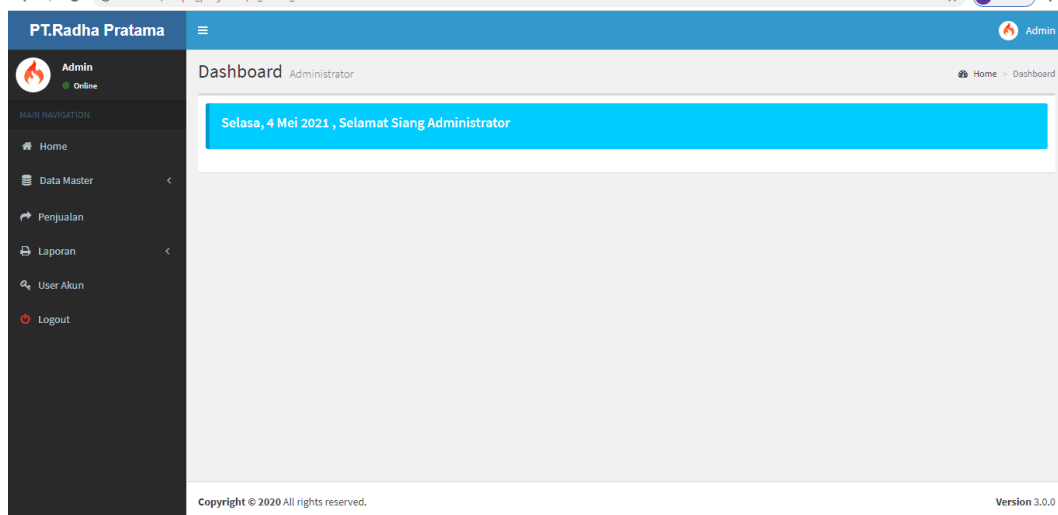 PT.Radha Pratama
Admin
Admin
Online
Dashboard Administrator
Home > Dashboard
MAIN NAVIGATION
Selasa, 4 Mei 2021 , Selamat Siang Administrator
Home
Data Master
Penjualan
Laporan
User Akun
Logout
Copyright © 2020 All rights reserved.
Version 3.0.0